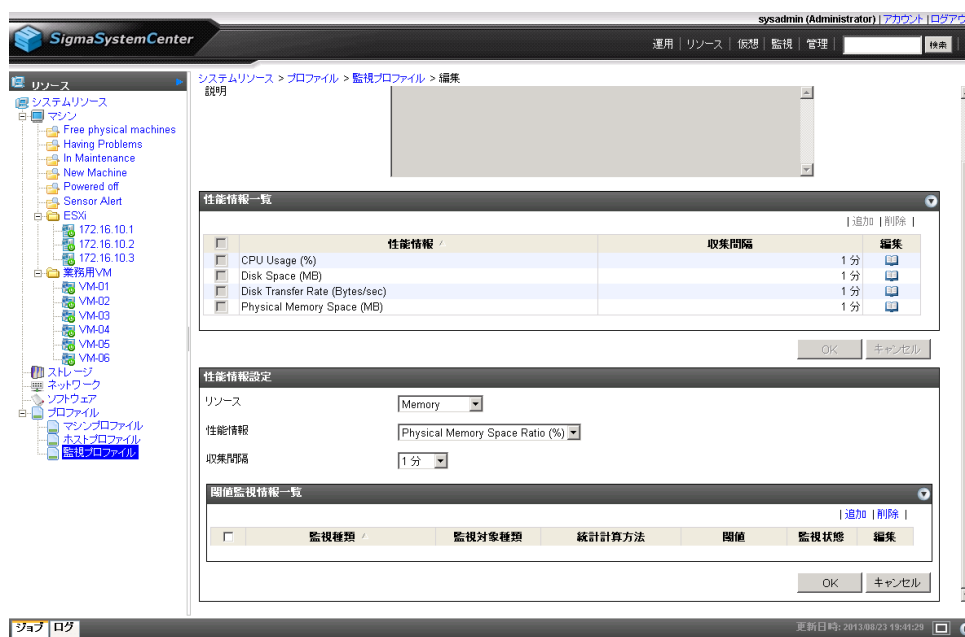 sysadmin (Administrator) | アカウント | ログアウ
SigmaSystemCenter
運用 | リソース | 仮想 | 監視 | 管理 |
検索
リソース
システムリソース > プロファイル > 監視プロファイル > 編集
システムリソース
マシン
Free physical machines
Having Problems
In Maintenance
New Machine
Powered off
Sensor Alert
ESXi
172.16.10.1
172.16.10.2
172.16.10.3
業務用VM
VM-01
VM-02
VM-03
VM-04
VM-05
VM-06
ストレージ
ネットワーク
ソフトウェア
プロファイル
マシンプロファイル
ホストプロファイル
監視プロファイル
説明
性能情報一覧
| 追加 | 削除 |
性能情報 収集間隔 編集
CPU Usage (%) 1 分
Disk Space (MB) 1 分
Disk Transfer Rate (Bytes/sec) 1 分
Physical Memory Space (MB) 1 分
OK キャンセル
性能情報設定
リソース Memory
性能情報 Physical Memory Space Ratio (%)
収集間隔 1 分
閾値監視情報一覧
| 追加 | 削除 |
監視種類 監視対象種類 統計計算方法 閾値 監視状態 編集
OK キャンセル
ジョブ ログ
更新日時: 2013/08/23 19:41:29